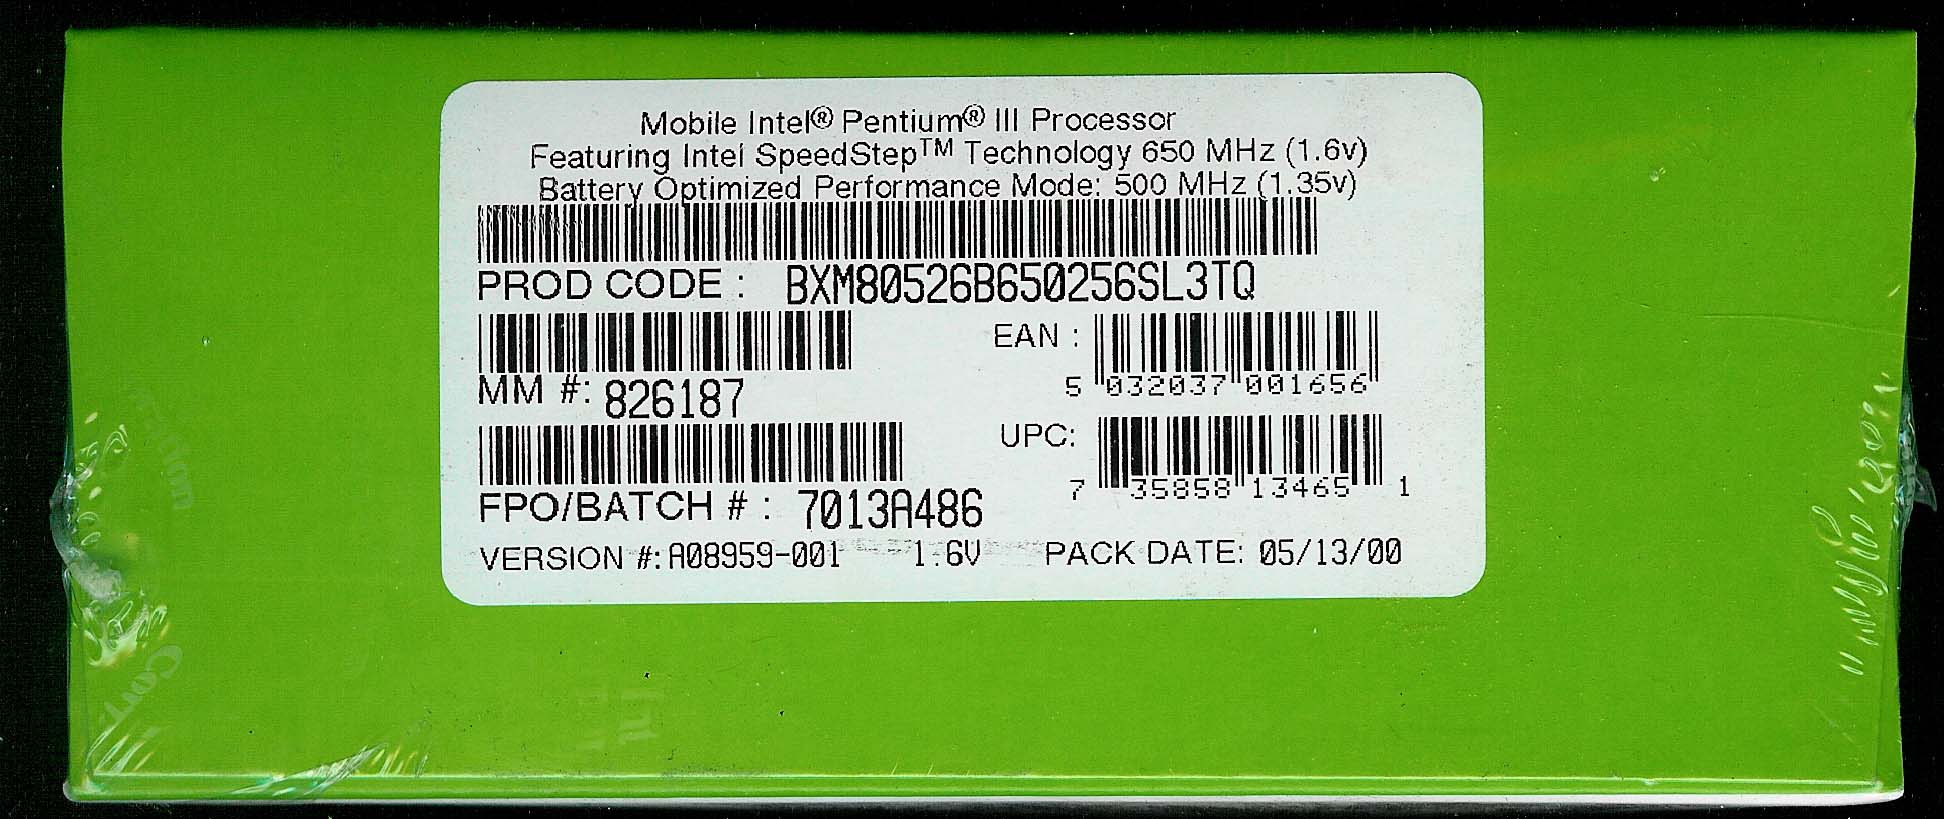 Mobile Intel® Pentium® III Processor
Featuring Intel SpeedStep™ Technology 650 MHz (1.6v)
Battery Optimized Performance Mode: 500 MHz (1.35v)
PROD CODE : BXM80526B650256SL3TQ
EAN :
5 032037 001656
MM #: 826187
UPC:
7 35858 13465 1
FPO/BATCH # : 7013A486
VERSION #: A08959-001 1.6V PACK DATE: 05/13/00